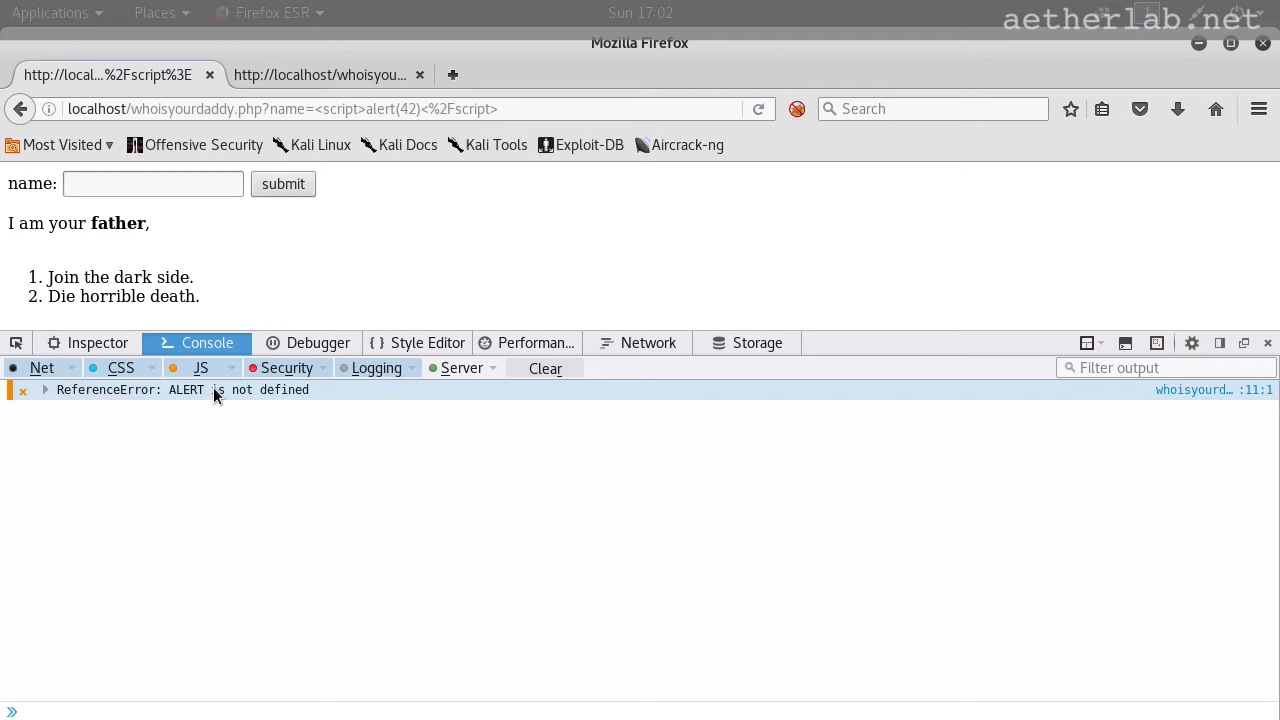 Applications Places Firefox ESR Sun 17:02 1
aetherlab.net
Mozilla Firefox
http://local...%2Fscript%3E http://localhost/whoisyou...
localhost/whoisyourdaddy.php?name=<script>alert(42)<%2Fscript> Search
Most Visited Offensive Security Kali Linux Kali Docs Kali Tools Exploit-DB Aircrack-ng
name: submit
I am your father,
1. Join the dark side.
2. Die horrible death.
Inspector Console Debugger Style Editor Performan... Network Storage
Net CSS JS Security Logging Server Clear Filter output
ReferenceError: ALERT is not defined whoisyourd… :11:1